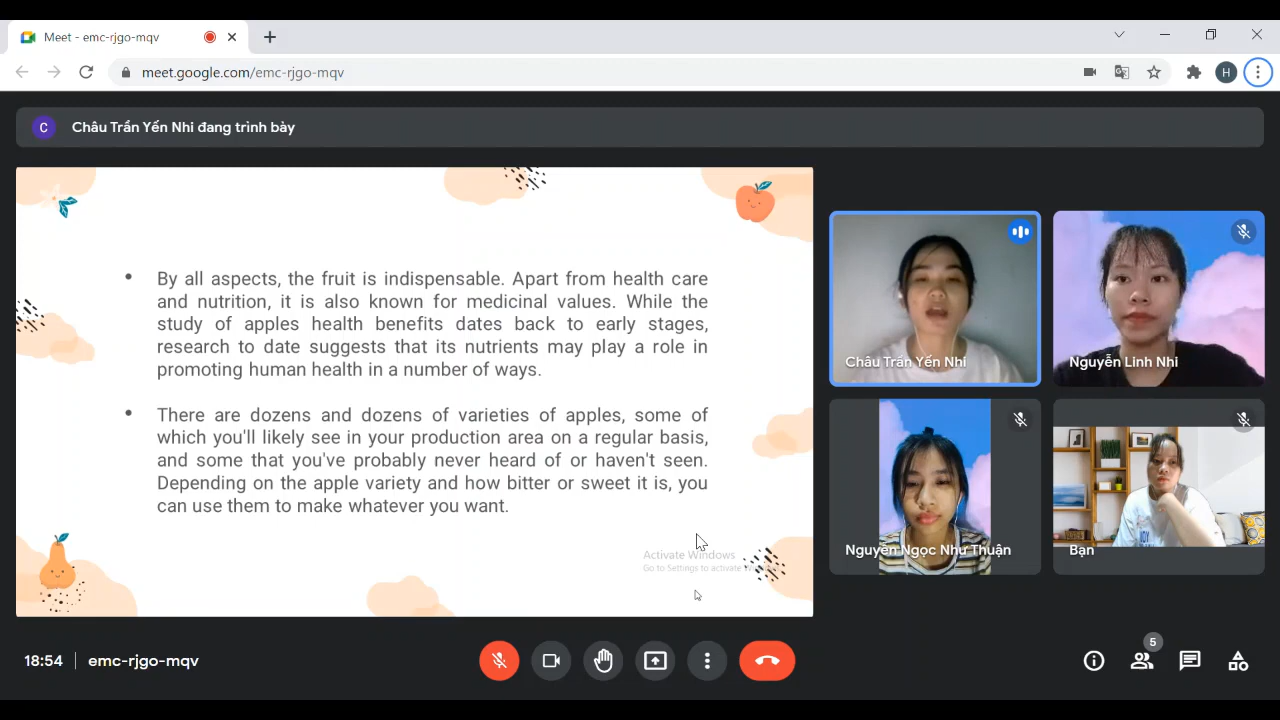 Meet - emc-rjgo-mqv
meet.google.com/emc-rjgo-mqv
H
C
Châu Trần Yến Nhi đang trình bày
• By all aspects, the fruit is indispensable. Apart from health care
and nutrition, it is also known for medicinal values. While the
study of apples health benefits dates back to early stages,
research to date suggests that its nutrients may play a role in
promoting human health in a number of ways.
• There are dozens and dozens of varieties of apples, some of
which you'll likely see in your production area on a regular basis,
and some that you've probably never heard of or haven't seen.
Depending on the apple variety and how bitter or sweet it is, you
can use them to make whatever you want.
Activate Windows
Go to Settings to activate
Châu Trần Yến Nhi
Nguyễn Linh Nhi
Nguyễn Ngọc Như Thuận
Bạn
18:54
emc-rjgo-mqv
5